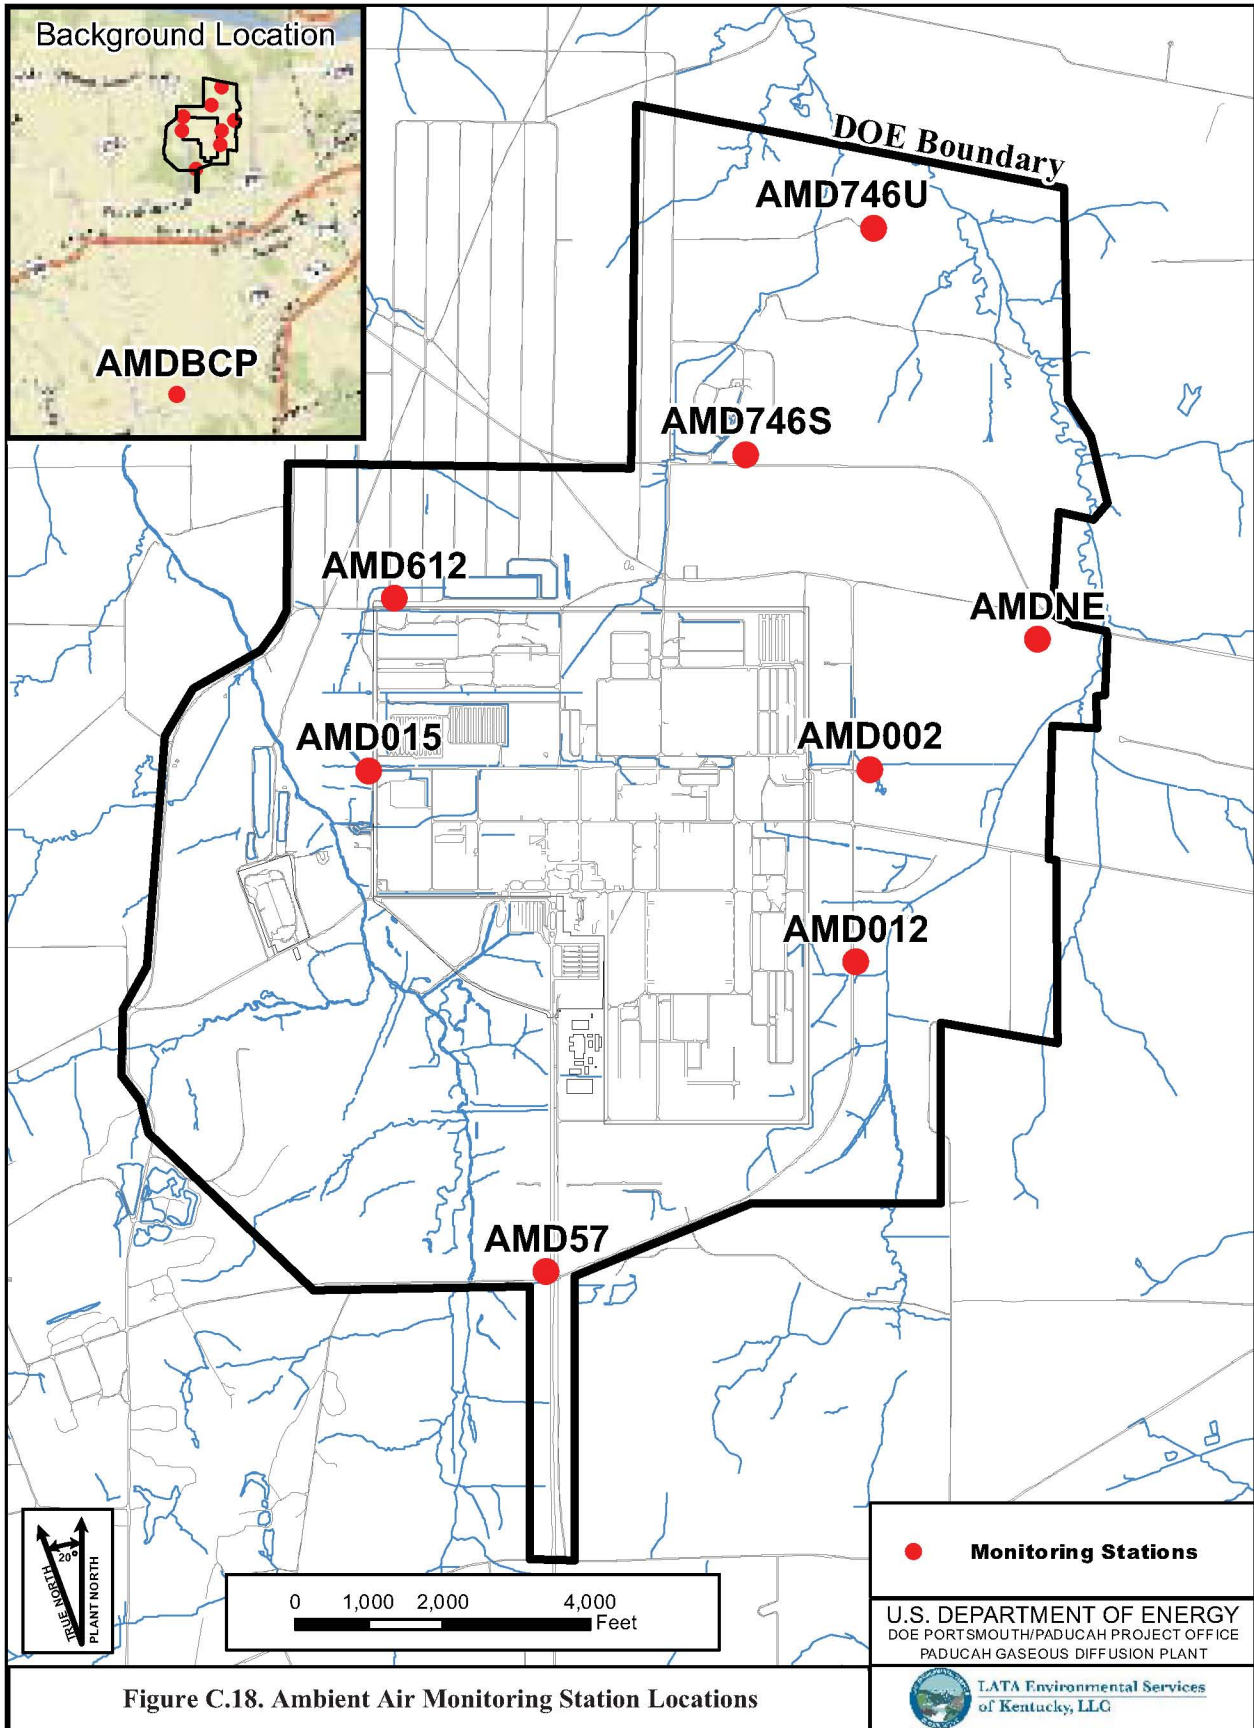 Background Location
AMDBCP
DOE Boundary
AMD746U
AMD746S
AMD612
AMDNE
AMD015
AMD002
AMD012
AMD57
20°
TRUE NORTH
PLANT NORTH
0 1,000 2,000 4,000
Feet
Monitoring Stations
U.S. DEPARTMENT OF ENERGY
DOE PORTSMOUTH/PADUCAH PROJECT OFFICE
PADUCAH GASEOUS DIFFUSION PLANT
Figure C.18. Ambient Air Monitoring Station Locations
LATA Environmental Services
of Kentucky, LLC